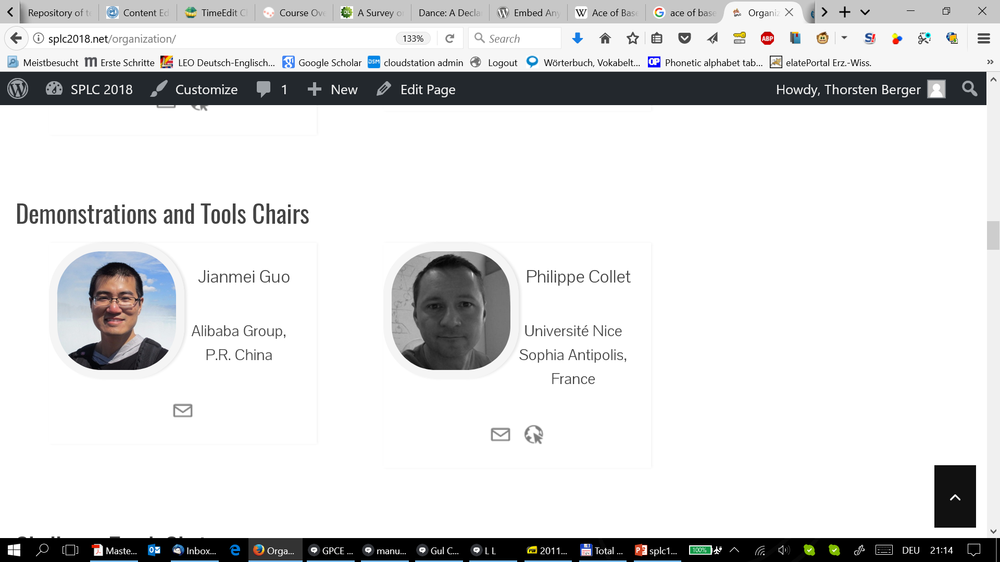 Repository of te
Content Ed
TimeEdit C
Course Ove
A Survey o
Dance: A Decla
Embed Any
Ace of Base
ace of base
Organiz
splc2018.net/organization/
133%
Search
ABP
Meistbesucht
Erste Schritte
LEO Deutsch-Englisch...
Google Scholar
DSM
cloudstation admin
Logout
Wörterbuch, Vokabelt...
OP
Phonetic alphabet tab...
elatePortal Erz.-Wiss.
SPLC 2018
Customize
1
New
Edit Page
Howdy, Thorsten Berger
Demonstrations and Tools Chairs
Jianmei Guo
Alibaba Group,
P.R. China
Philippe Collet
Université Nice
Sophia Antipolis,
France
Maste...
Inbox...
Orga...
GPCE ...
manu...
Gul C...
L L
2011...
Total ...
splc1...
100%
DEU
21:14